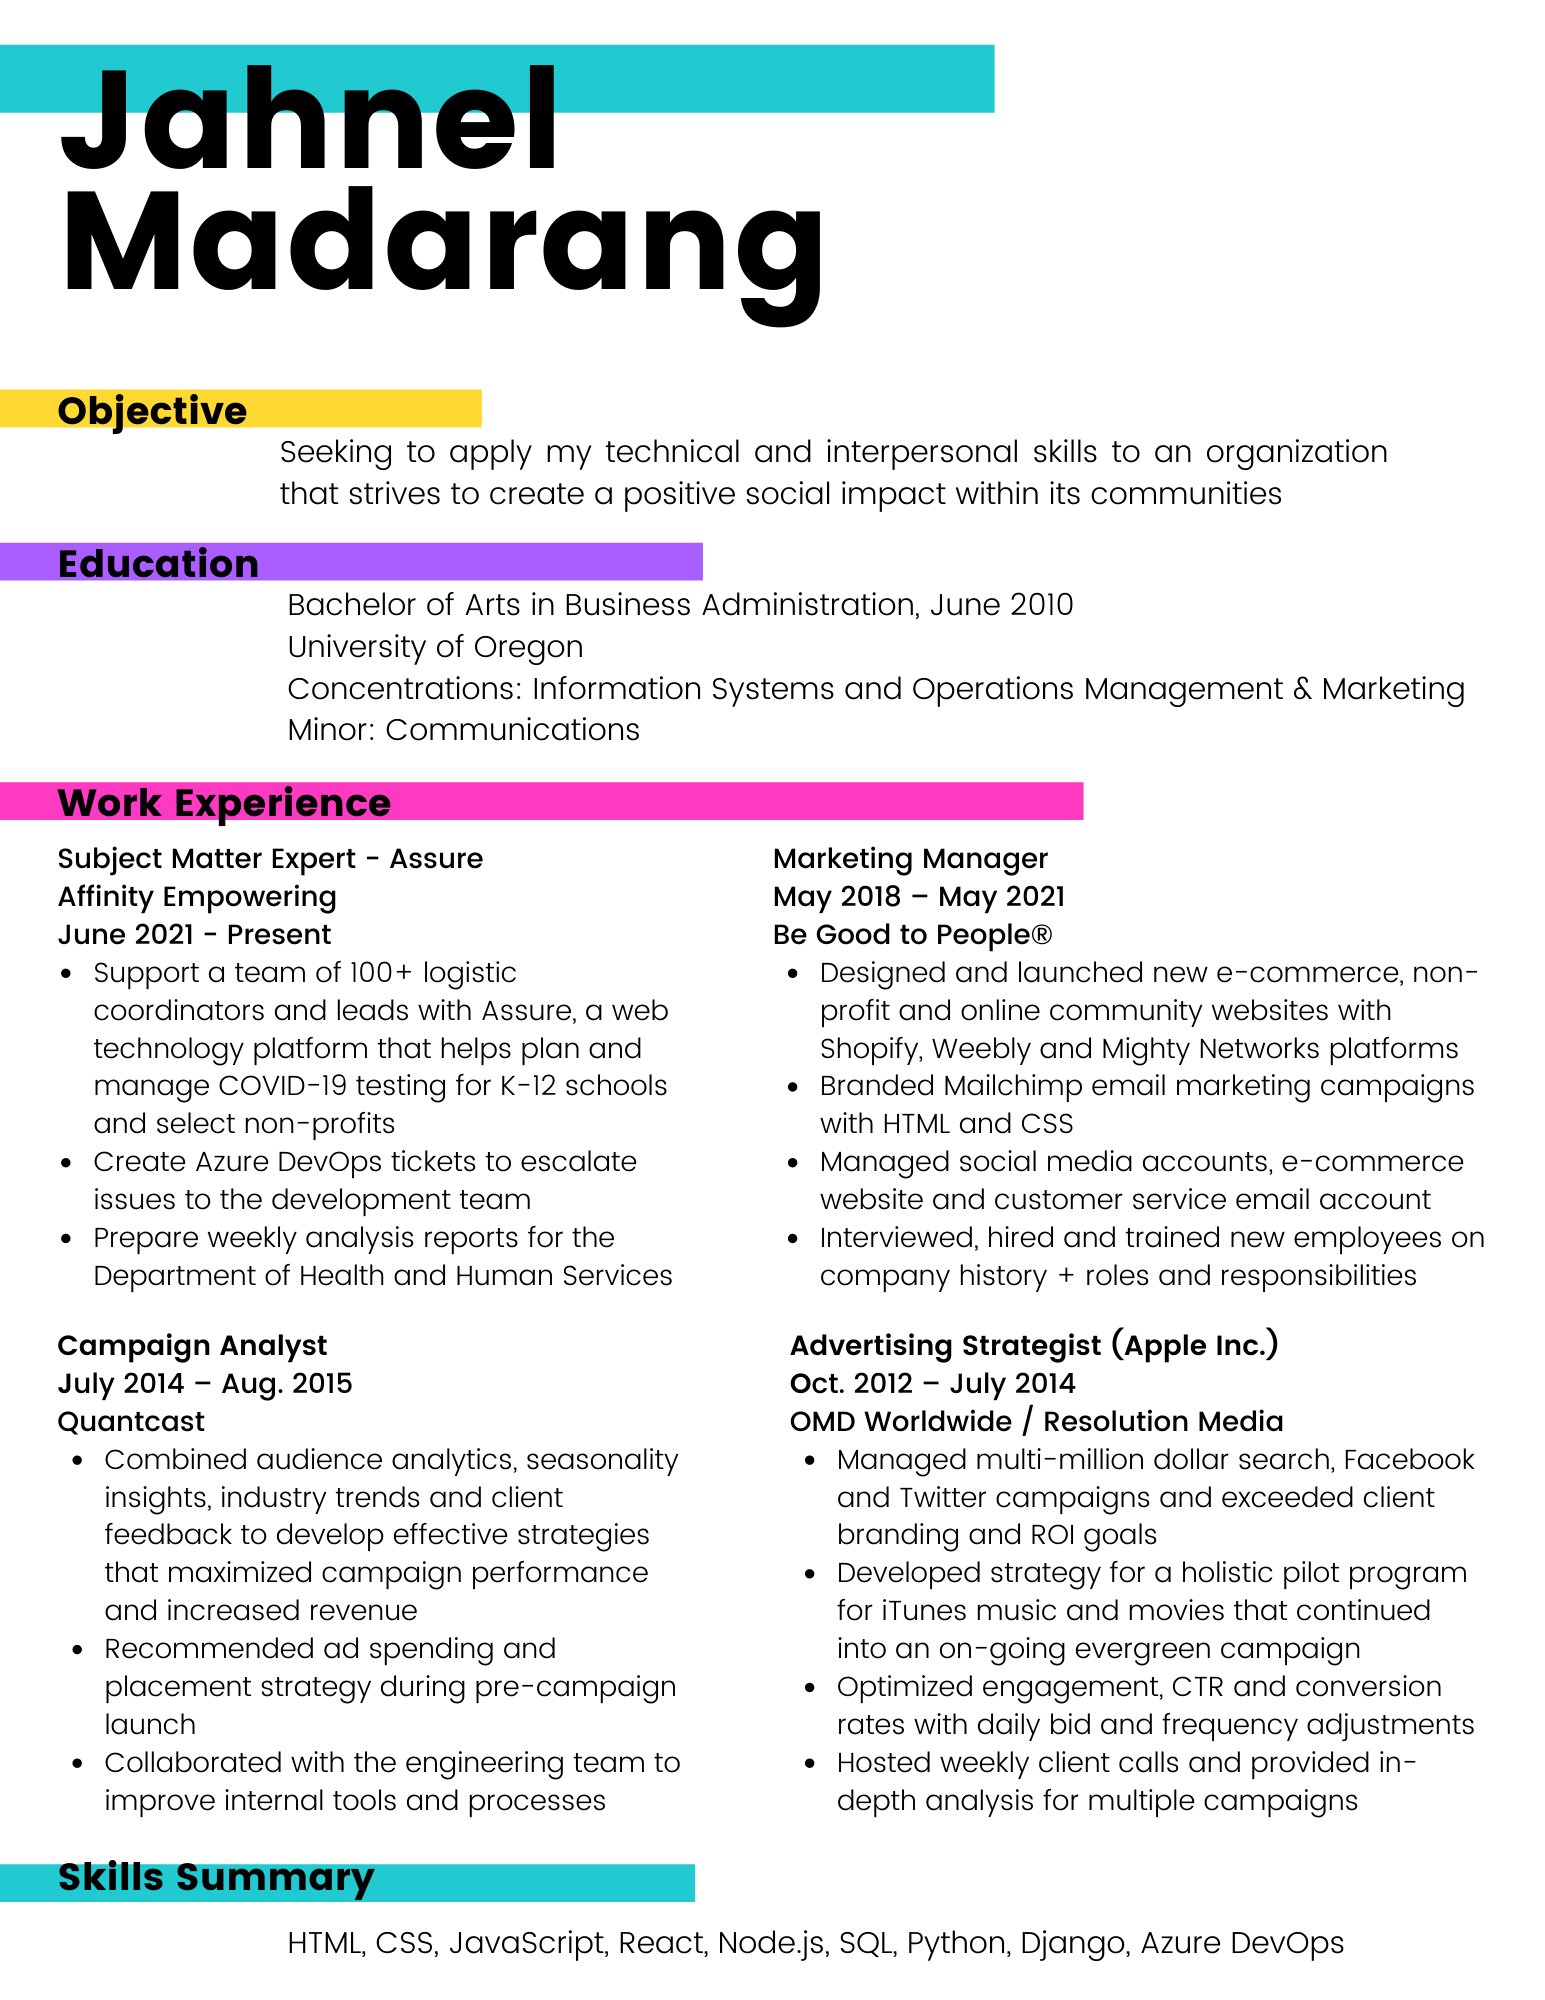 Jahnel
Madarang
Objective
Seeking to apply my technical and interpersonal skills to an organization
that strives to create a positive social impact within its communities
Education
Bachelor of Arts in Business Administration, June 2010
University of Oregon
Concentrations: Information Systems and Operations Management & Marketing
Minor: Communications
Work Experience
Subject Matter Expert - Assure
Affinity Empowering
June 2021 - Present
• Support a team of 100+ logistic
coordinators and leads with Assure, a web
technology platform that helps plan and
manage COVID-19 testing for K-12 schools
and select non-profits
• Create Azure DevOps tickets to escalate
issues to the development team
• Prepare weekly analysis reports for the
Department of Health and Human Services
Marketing Manager
May 2018 – May 2021
Be Good to People®
• Designed and launched new e-commerce, non-
profit and online community websites with
Shopify, Weebly and Mighty Networks platforms
• Branded Mailchimp email marketing campaigns
with HTML and CSS
• Managed social media accounts, e-commerce
website and customer service email account
• Interviewed, hired and trained new employees on
company history + roles and responsibilities
Campaign Analyst
July 2014 – Aug. 2015
Quantcast
• Combined audience analytics, seasonality
insights, industry trends and client
feedback to develop effective strategies
that maximized campaign performance
and increased revenue
• Recommended ad spending and
placement strategy during pre-campaign
launch
• Collaborated with the engineering team to
improve internal tools and processes
Advertising Strategist (Apple Inc.)
Oct. 2012 – July 2014
OMD Worldwide / Resolution Media
• Managed multi-million dollar search, Facebook
and Twitter campaigns and exceeded client
branding and ROI goals
• Developed strategy for a holistic pilot program
for iTunes music and movies that continued
into an on-going evergreen campaign
• Optimized engagement, CTR and conversion
rates with daily bid and frequency adjustments
• Hosted weekly client calls and provided in-
depth analysis for multiple campaigns
Skills Summary
HTML, CSS, JavaScript, React, Node.js, SQL, Python, Django, Azure DevOps